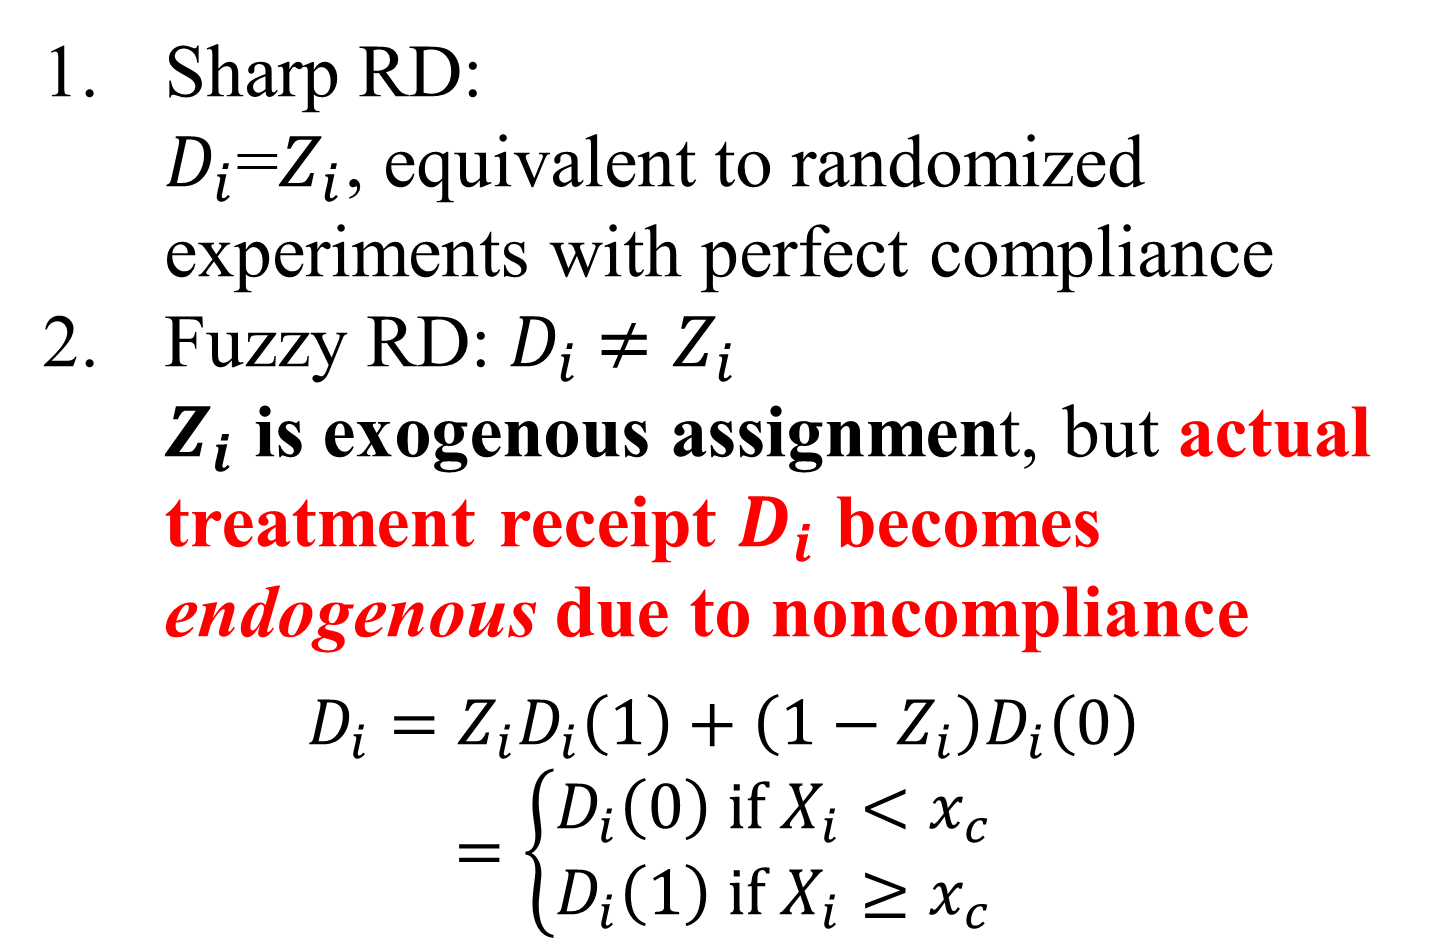 1. Sharp RD:
𝐷ᵢ=𝑍ᵢ, equivalent to randomized
experiments with perfect compliance
2. Fuzzy RD: 𝐷ᵢ ≠ 𝑍ᵢ
𝒁ᵢ is exogenous assignment, but actual
treatment receipt 𝑫ᵢ becomes
endogenous due to noncompliance
𝐷ᵢ = 𝑍ᵢ𝐷ᵢ(1) + (1 − 𝑍ᵢ)𝐷ᵢ(0)
= { 𝐷ᵢ(0) if 𝑋ᵢ < 𝑥_𝑐
𝐷ᵢ(1) if 𝑋ᵢ ≥ 𝑥_𝑐